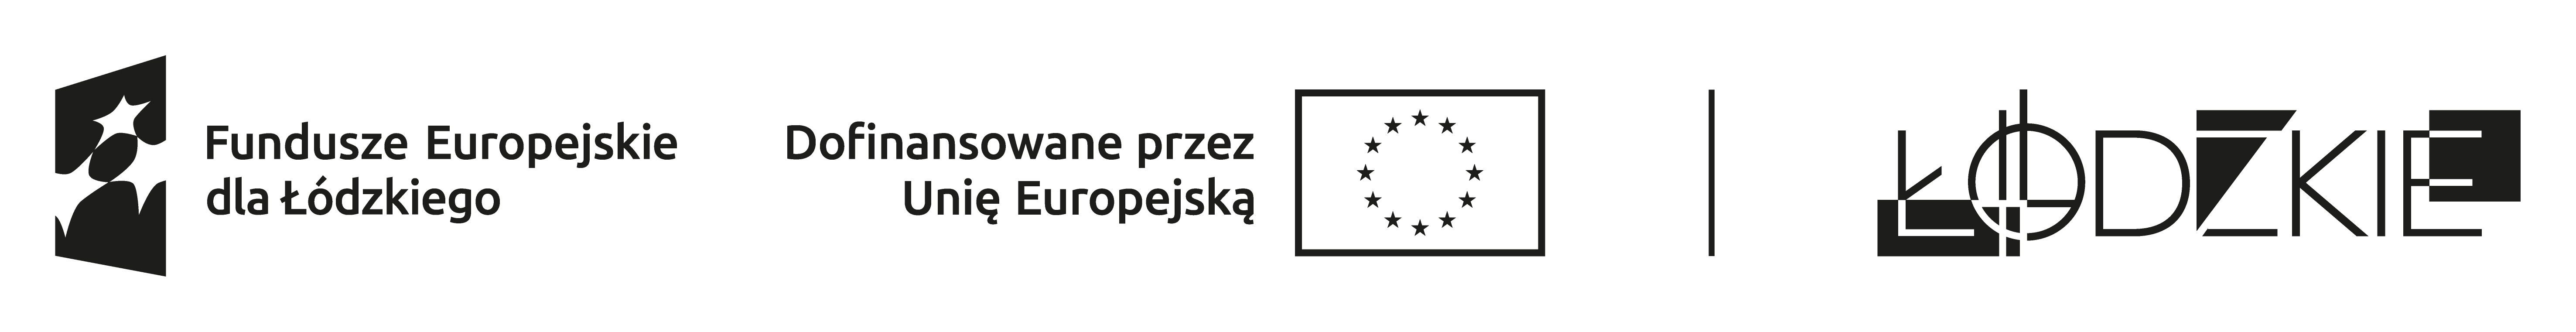 Fundusze Europejskie
dla Łódzkiego
Dofinansowane przez
Unię Europejską
ŁÓDZKIE